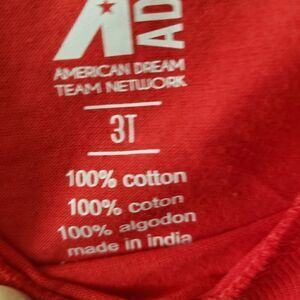 AD
AMERICAN DREAM
TEAM NETWORK
3T
100% cotton
100% coton
100% algodon
made in india